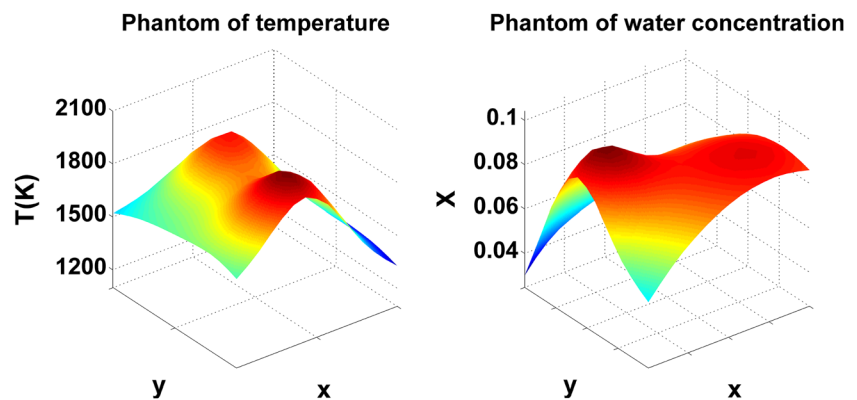 Phantom of temperature
2100
1800
1500
1200
T(K)
y
x
Phantom of water concentration
0.1
0.08
0.06
0.04
X
y
x